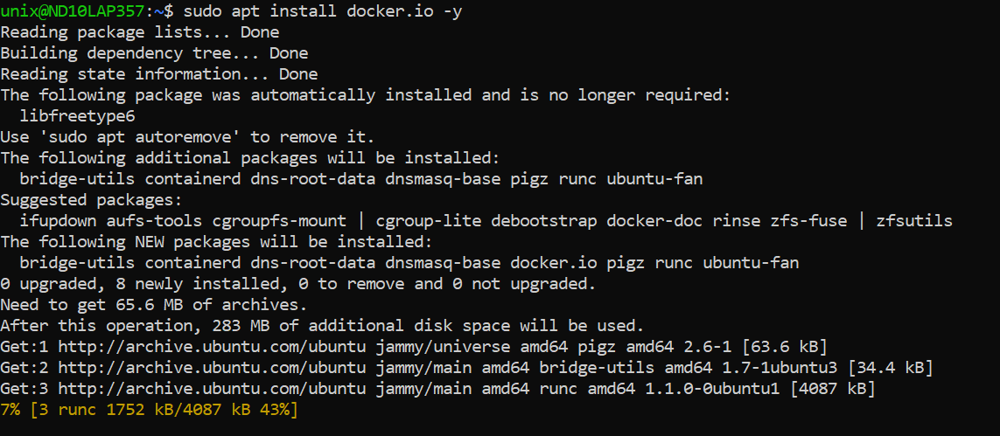 unix@ND10LAP357:~$ sudo apt install docker.io -y
Reading package lists... Done
Building dependency tree... Done
Reading state information... Done
The following package was automatically installed and is no longer required:
  libfreetype6
Use 'sudo apt autoremove' to remove it.
The following additional packages will be installed:
  bridge-utils containerd dns-root-data dnsmasq-base pigz runc ubuntu-fan
Suggested packages:
  ifupdown aufs-tools cgroupfs-mount | cgroup-lite debootstrap docker-doc rinse zfs-fuse | zfsutils
The following NEW packages will be installed:
  bridge-utils containerd dns-root-data dnsmasq-base docker.io pigz runc ubuntu-fan
0 upgraded, 8 newly installed, 0 to remove and 0 not upgraded.
Need to get 65.6 MB of archives.
After this operation, 283 MB of additional disk space will be used.
Get:1 http://archive.ubuntu.com/ubuntu jammy/universe amd64 pigz amd64 2.6-1 [63.6 kB]
Get:2 http://archive.ubuntu.com/ubuntu jammy/main amd64 bridge-utils amd64 1.7-1ubuntu3 [34.4 kB]
Get:3 http://archive.ubuntu.com/ubuntu jammy/main amd64 runc amd64 1.1.0-0ubuntu1 [4087 kB]
7% [3 runc 1752 kB/4087 kB 43%]